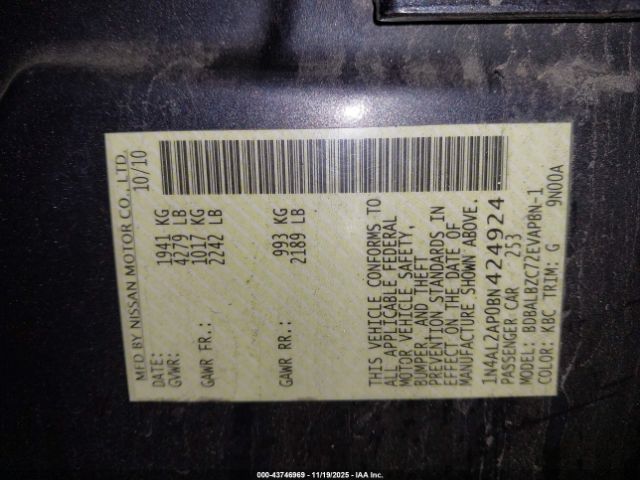 MFD BY NISSAN MOTOR CO., LTD.
DATE: 10/10
GVWR: 1941 KG
4279 LB
GAWR FR.: 1017 KG
2242 LB
GAWR RR.: 993 KG
2189 LB
THIS VEHICLE CONFORMS TO
ALL APPLICABLE FEDERAL
MOTOR VEHICLE SAFETY,
BUMPER, AND THEFT
PREVENTION STANDARDS IN
EFFECT ON THE DATE OF
MANUFACTURE SHOWN ABOVE.
1N4AL2AP0BN424924
PASSENGER CAR 253
MODEL: BDBALBZC72EVAPBN-1
COLOR: KBC TRIM: G 9N00A
000-43746969 | 11/19/2025 | IAA Inc.